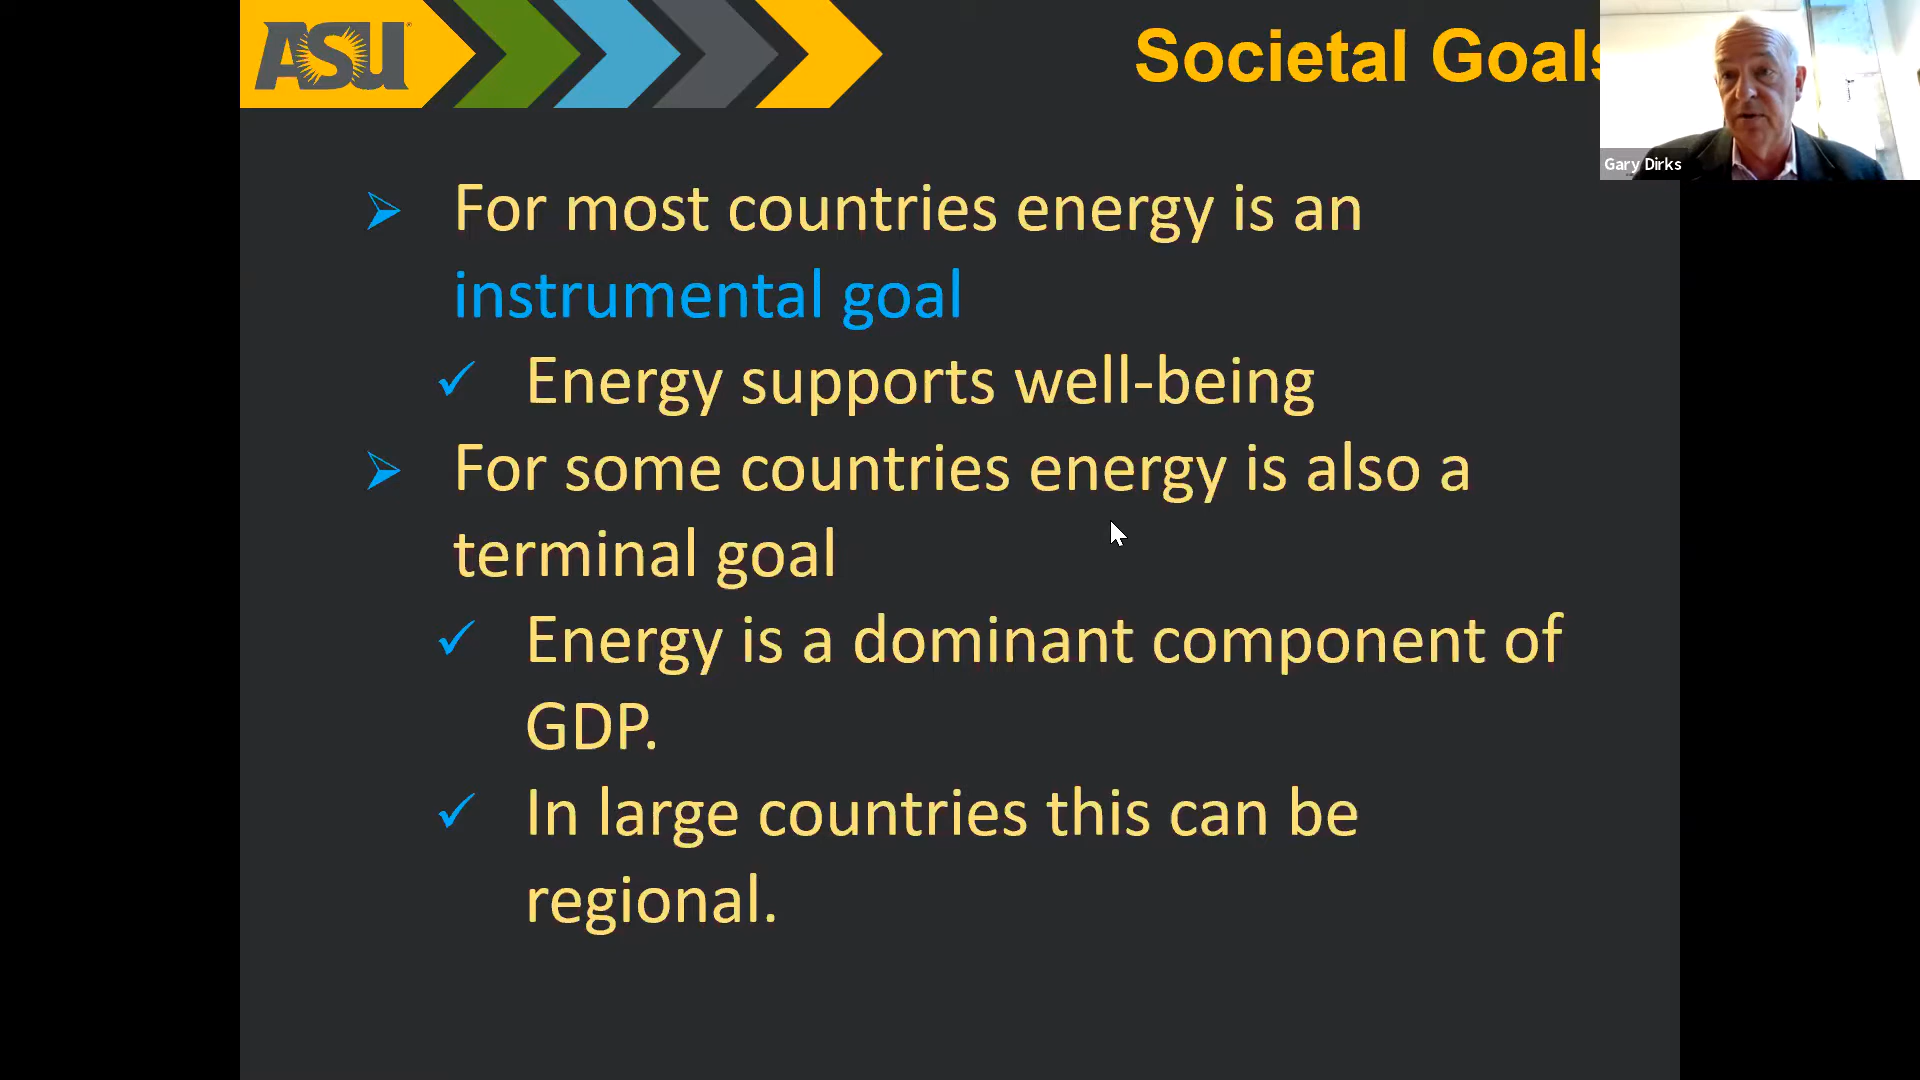 ASU
Societal Goals
Gary Dirks
For most countries energy is an
instrumental goal
Energy supports well-being
For some countries energy is also a
terminal goal
Energy is a dominant component of
GDP.
In large countries this can be
regional.